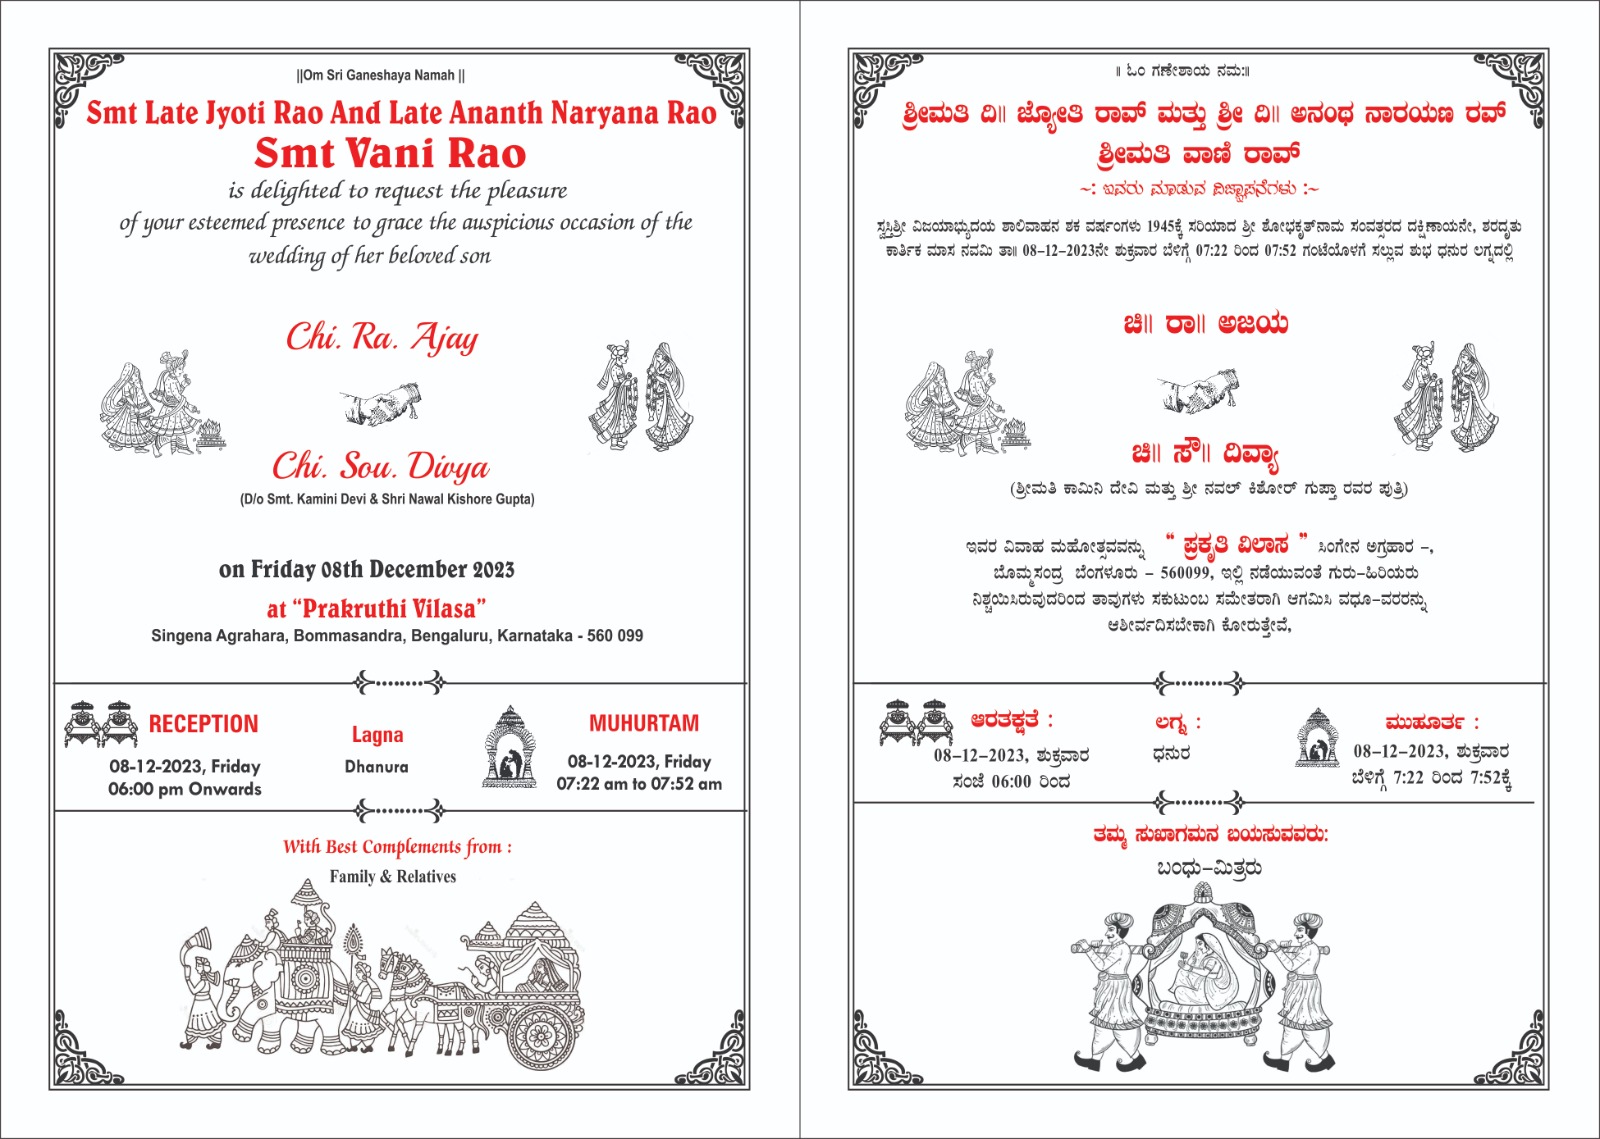 ||Om Sri Ganeshaya Namah ||
Smt Late Jyoti Rao And Late Ananth Naryana Rao
Smt Vani Rao
is delighted to request the pleasure
of your esteemed presence to grace the auspicious occasion of the
wedding of her beloved son
Chi. Ra. Ajay
Chi. Sou. Divya
(D/o Smt. Kamini Devi & Shri Nawal Kishore Gupta)
on Friday 08th December 2023
at “Prakruthi Vilasa”
Singena Agrahara, Bommasandra, Bengaluru, Karnataka - 560 099
RECEPTION
08-12-2023, Friday
06:00 pm Onwards
Lagna
Dhanura
MUHURTAM
08-12-2023, Friday
07:22 am to 07:52 am
With Best Complements from :
Family & Relatives
॥ ಓಂ ಗಣೇಶಾಯ ನಮ:॥
ಶ್ರೀಮತಿ ದಿ॥ ಜ್ಯೋತಿ ರಾವ್ ಮತ್ತು ಶ್ರೀ ದಿ॥ ಅನಂಥ ನಾರಾಯಣ ರವ್
ಶ್ರೀಮತಿ ವಾಣಿ ರಾವ್
~: ಇವರು ಮಾಡುವ ವಿಜ್ಞಾಪನೆಗಳು :~
ಸ್ವಸ್ತಿಶ್ರೀ ವಿಜಯಾಭ್ಯುದಯ ಶಾಲಿವಾಹನ ಶಕ ವರ್ಷಂಗಳು 1945ಕ್ಕೆ ಸರಿಯಾದ ಶ್ರೀ ಶೋಭಕೃತ್‌ನಾಮ ಸಂವತ್ಸರದ ದಕ್ಷಿಣಾಯನೇ, ಶರದೃತು
ಕಾರ್ತಿಕ ಮಾಸ ನವಮಿ ತಾ॥ 08-12-2023ನೇ ಶುಕ್ರವಾರ ಬೆಳಿಗ್ಗೆ 07:22 ರಿಂದ 07:52 ಗಂಟೆಯೊಳಗೆ ಸಲ್ಲುವ ಶುಭ ಧನುರ ಲಗ್ನದಲ್ಲಿ
ಚಿ॥ ರಾ॥ ಅಜಯ
ಚಿ॥ ಸೌ॥ ದಿವ್ಯಾ
(ಶ್ರೀಮತಿ ಕಾಮಿನಿ ದೇವಿ ಮತ್ತು ಶ್ರೀ ನವಲ್ ಕಿಶೋರ್ ಗುಪ್ತಾ ರವರ ಪುತ್ರಿ)
ಇವರ ವಿವಾಹ ಮಹೋತ್ಸವವನ್ನು “ ಪ್ರಕೃತಿ ವಿಲಾಸ ” ಸಿಂಗೇನ ಅಗ್ರಹಾರ -,
ಬೊಮ್ಮಸಂದ್ರ ಬೆಂಗಳೂರು - 560099, ಇಲ್ಲಿ ನಡೆಯುವಂತೆ ಗುರು-ಹಿರಿಯರು
ನಿಶ್ಚಯಿಸಿರುವುದರಿಂದ ತಾವುಗಳು ಸಕುಟುಂಬ ಸಮೇತರಾಗಿ ಆಗಮಿಸಿ ವಧೂ-ವರರನ್ನು
ಆಶೀರ್ವದಿಸಬೇಕಾಗಿ ಕೋರುತ್ತೇವೆ,
ಆರತಕ್ಷತೆ :
08-12-2023, ಶುಕ್ರವಾರ
ಸಂಜೆ 06:00 ರಿಂದ
ಲಗ್ನ :
ಧನುರ
ಮುಹೂರ್ತ :
08-12-2023, ಶುಕ್ರವಾರ
ಬೆಳಿಗ್ಗೆ 7:22 ರಿಂದ 7:52ಕ್ಕೆ
ತಮ್ಮ ಸುಖಾಗಮನ ಬಯಸುವವರು:
ಬಂಧು-ಮಿತ್ರರು